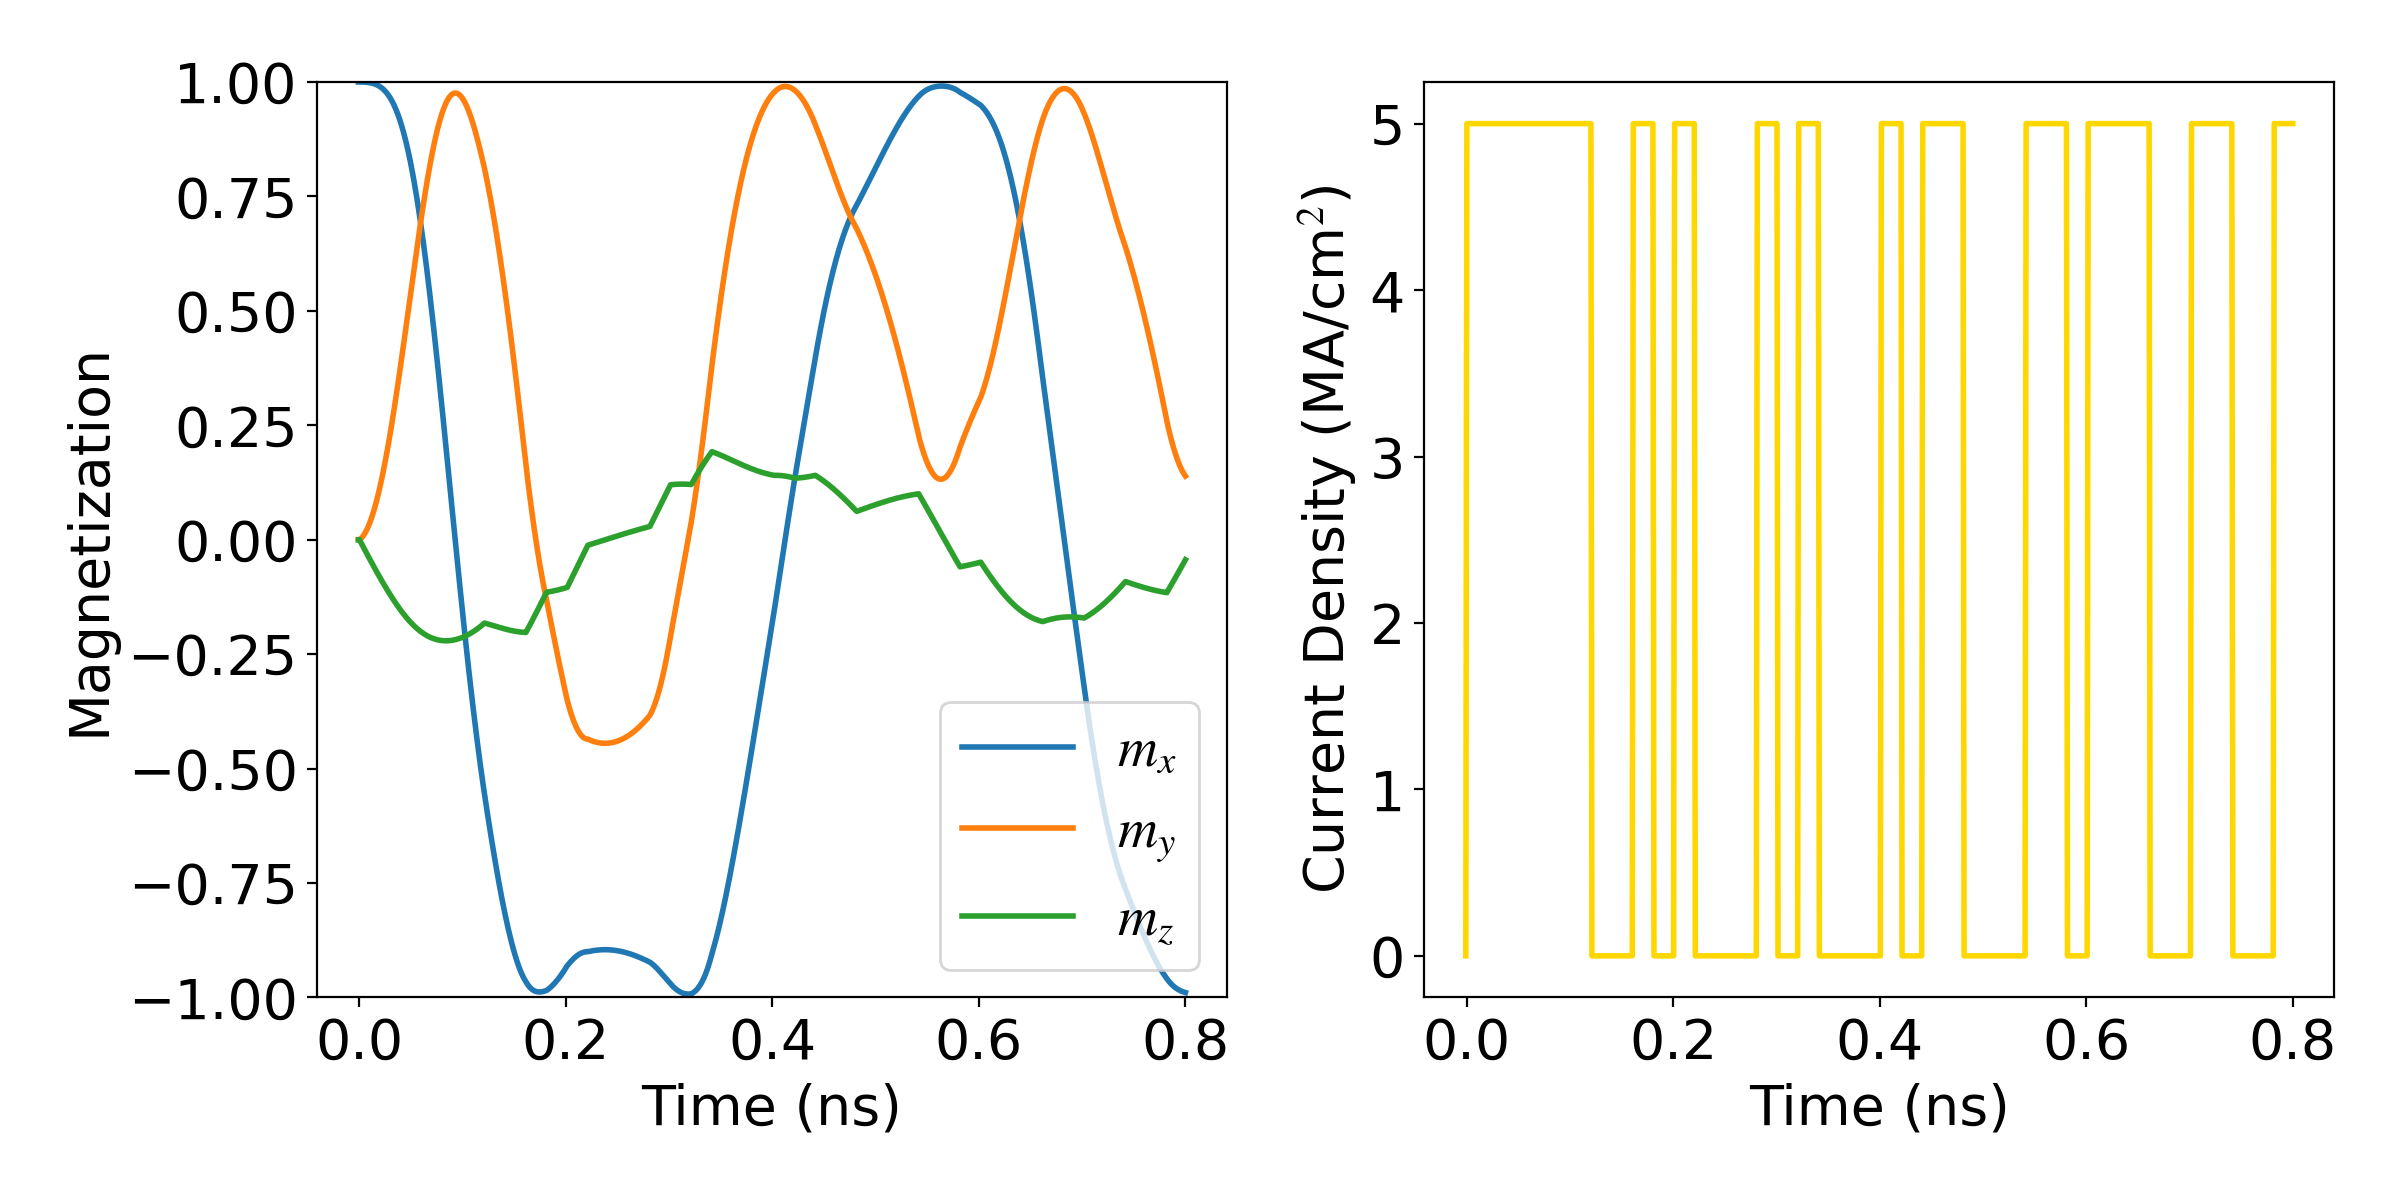 Magnetization
1.00
0.75
0.50
0.25
0.00
−0.25
−0.50
−0.75
−1.00
0.0 0.2 0.4 0.6 0.8
Time (ns)
m_x
m_y
m_z
Current Density (MA/cm²)
5
4
3
2
1
0
0.0 0.2 0.4 0.6 0.8
Time (ns)